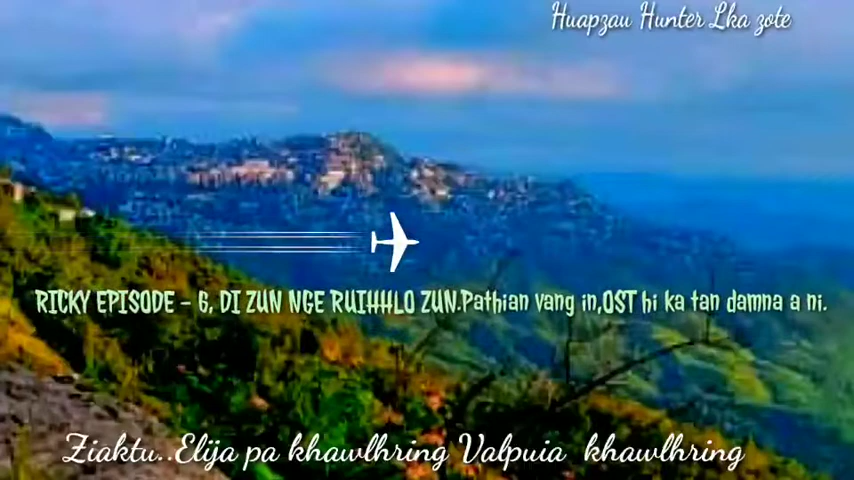 Huapzau Hunter Lka zote
RICKY EPISODE - 6, DI ZUN NGE RUIHHLO ZUN.Pathian vang in,OST hi ka tan damna a ni.
Ziaktu..Elija pa khawlhring Valpuia khawlhring